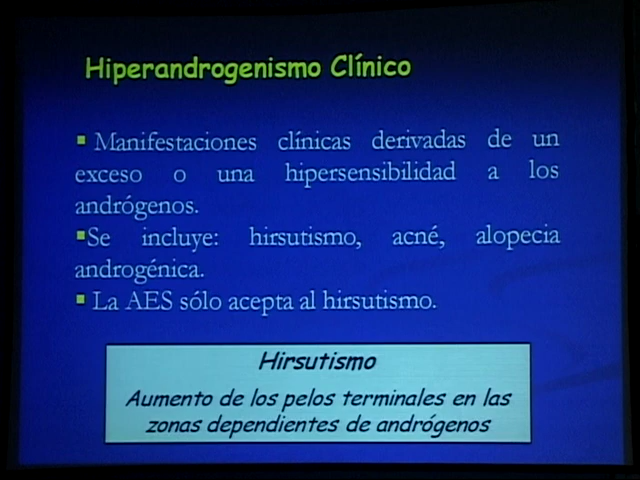 Hiperandrogenismo Clínico
▪ Manifestaciones clínicas derivadas de un
exceso o una hipersensibilidad a los
andrógenos.
▪Se incluye: hirsutismo, acné, alopecia
androgénica.
▪ La AES sólo acepta al hirsutismo.
Hirsutismo
Aumento de los pelos terminales en las
zonas dependientes de andrógenos